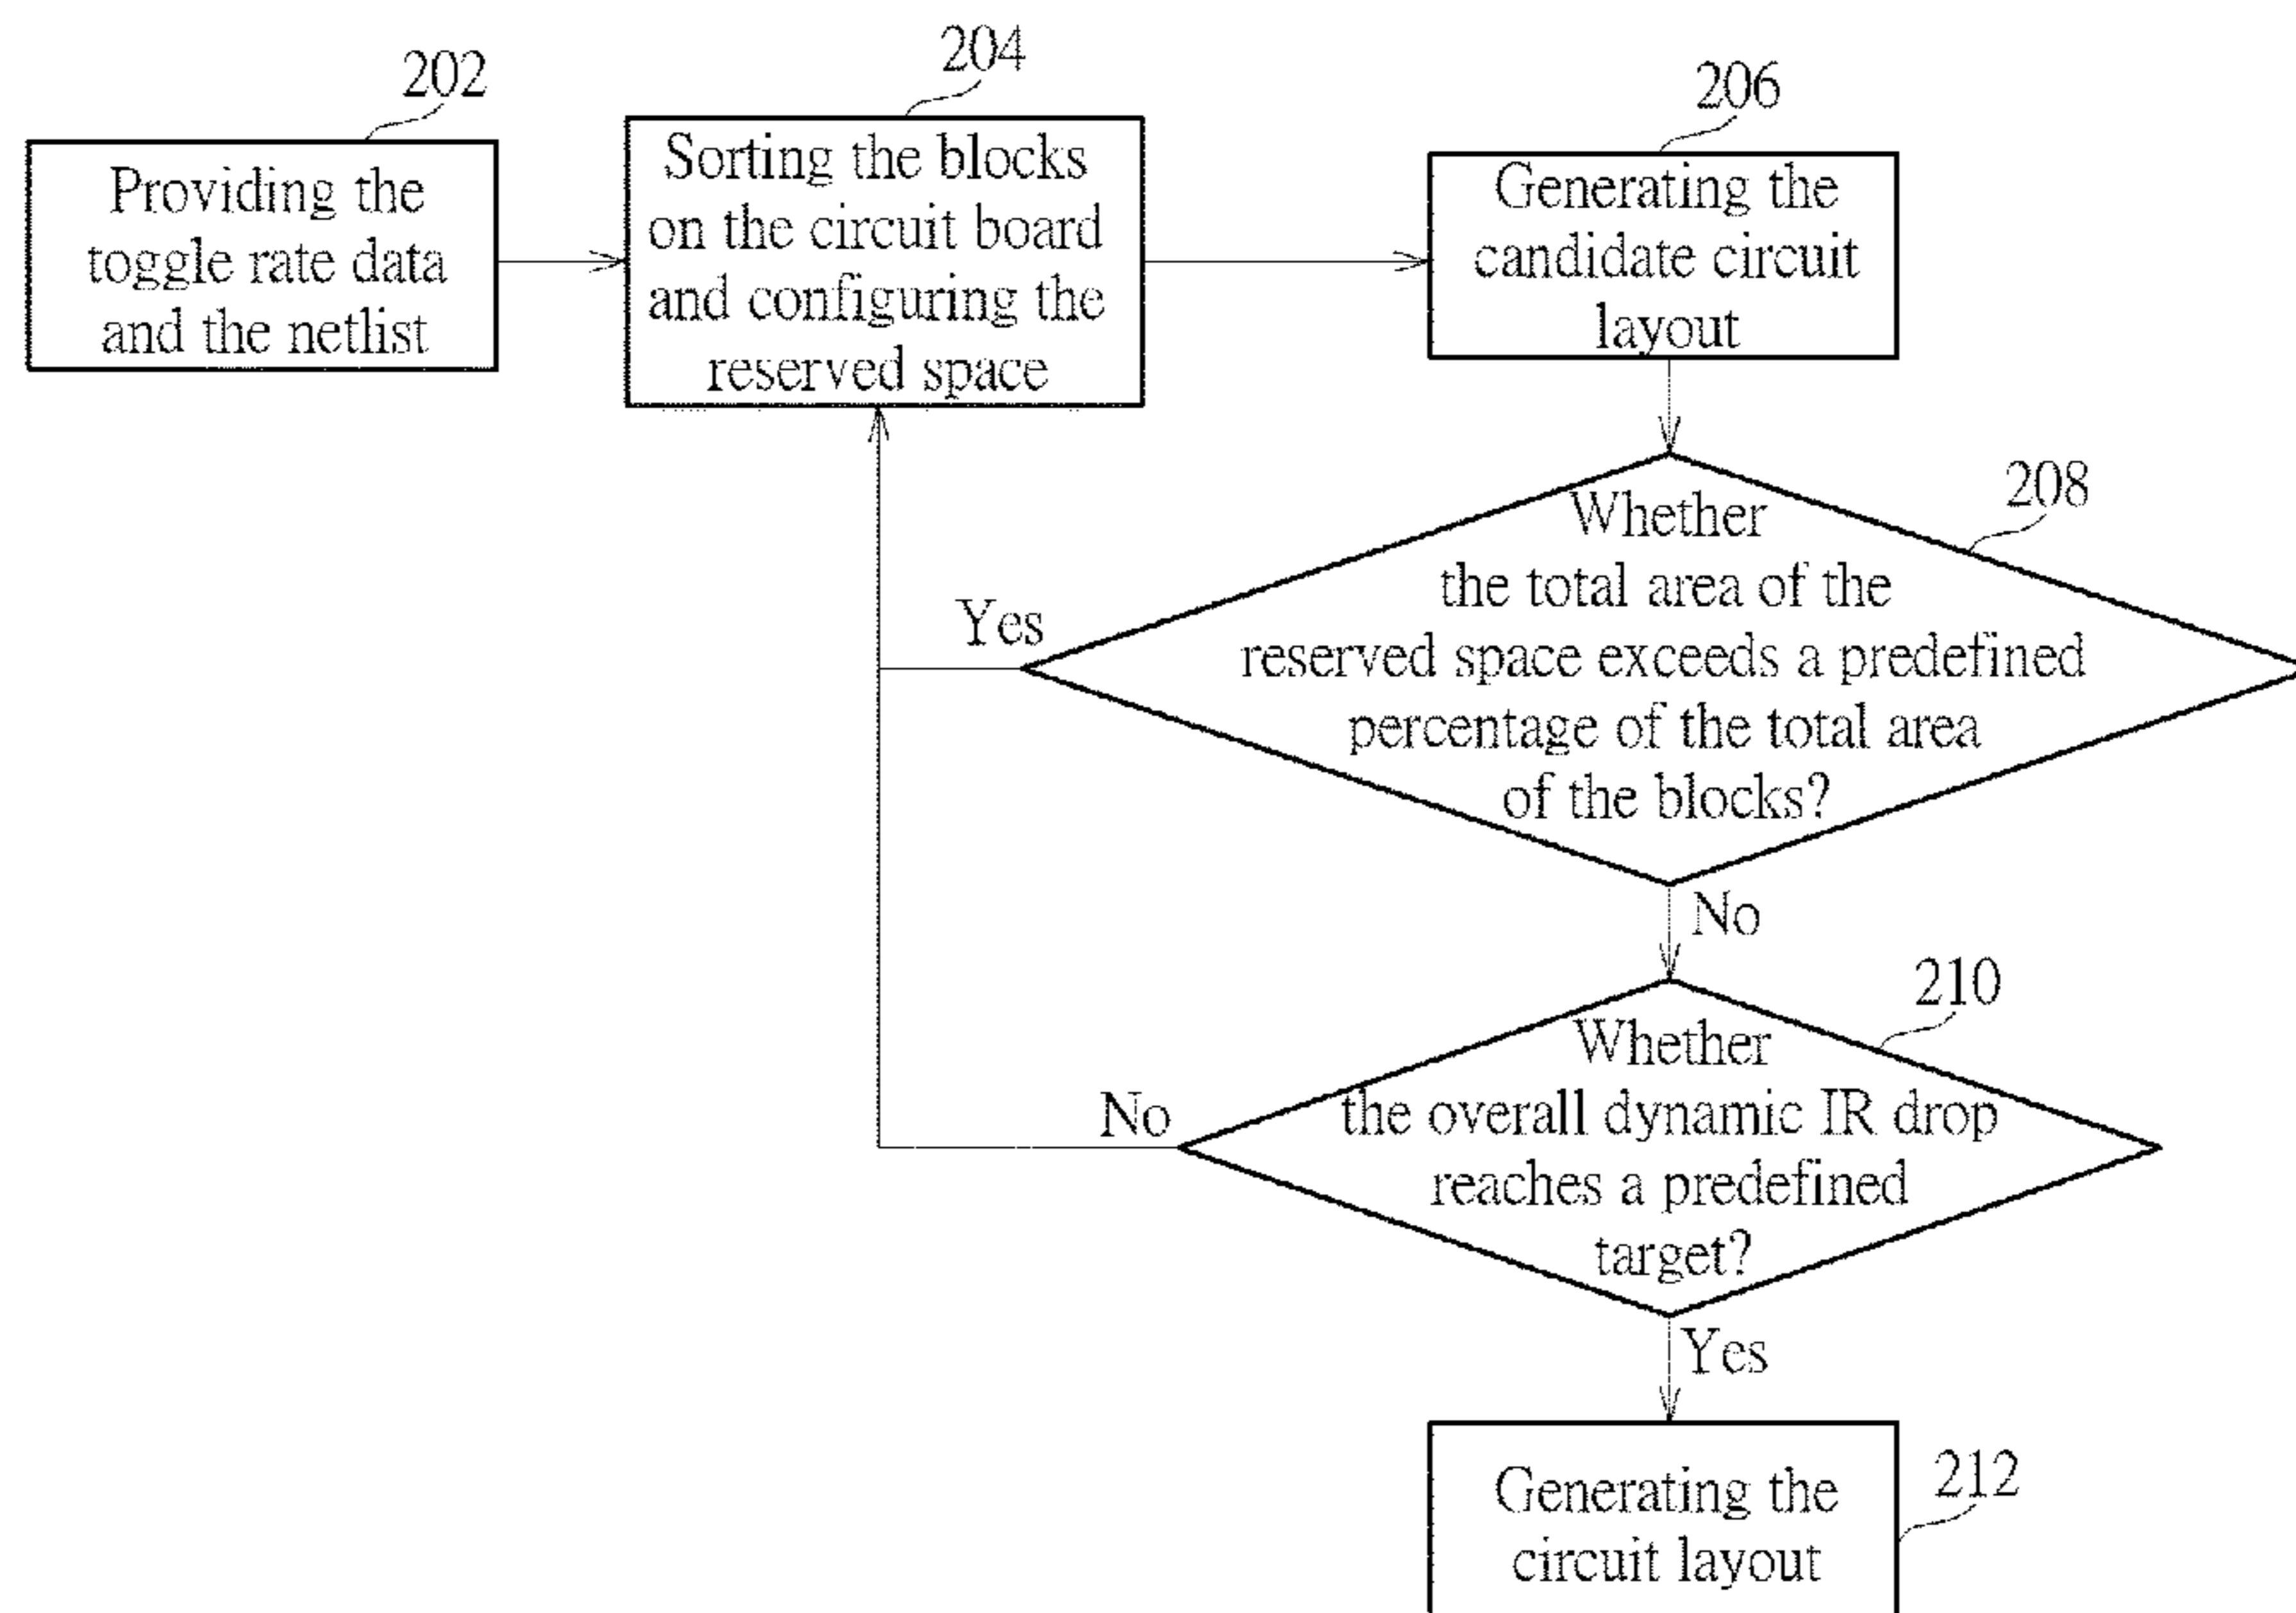 202
Providing the
toggle rate data
and the netlist
204
Sorting the blocks
on the circuit board
and configuring the
reserved space
206
Generating the
candidate circuit
layout
208
Whether
the total area of the
reserved space exceeds a predefined
percentage of the total area
of the blocks?
Yes
No
210
Whether
the overall dynamic IR drop
reaches a predefined
target?
No
Yes
212
Generating the
circuit layout